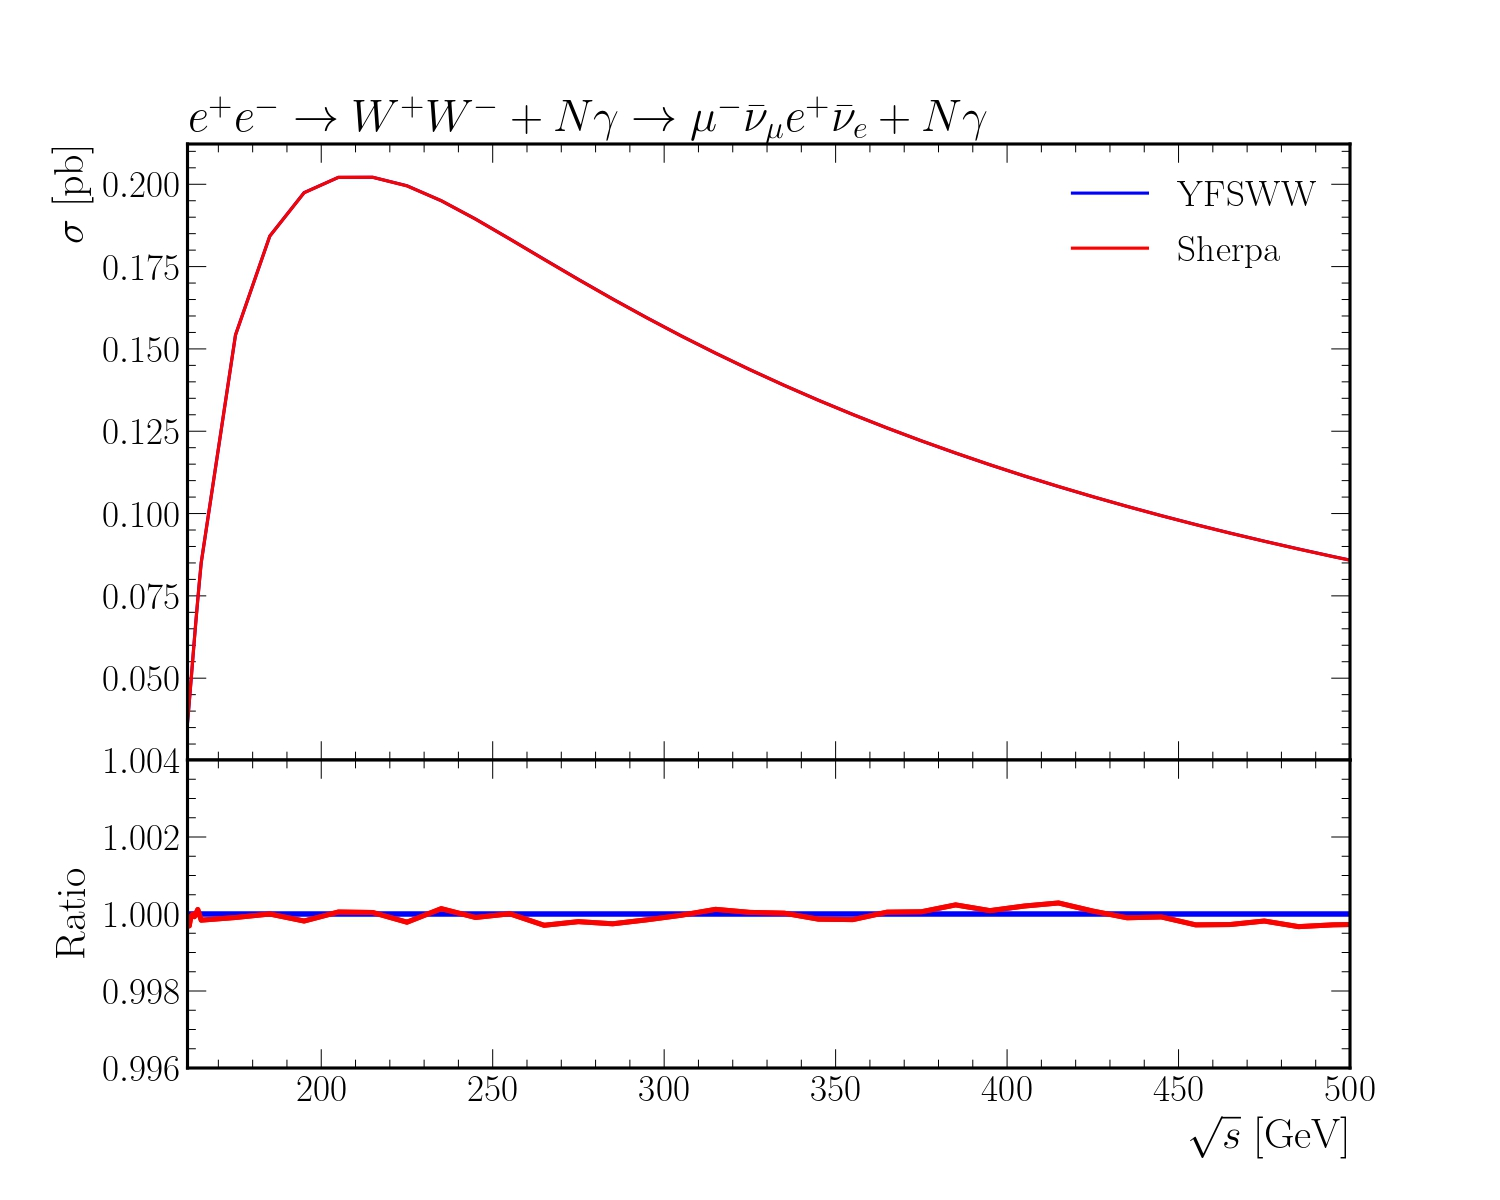 e⁺e⁻ → W⁺W⁻ + Nγ → μ⁻ν̄_μe⁺ν̄_e + Nγ
σ [pb]
0.200
0.175
0.150
0.125
0.100
0.075
0.050
YFSWW
Sherpa
Ratio
1.004
1.002
1.000
0.998
0.996
200 250 300 350 400 450 500
√s [GeV]